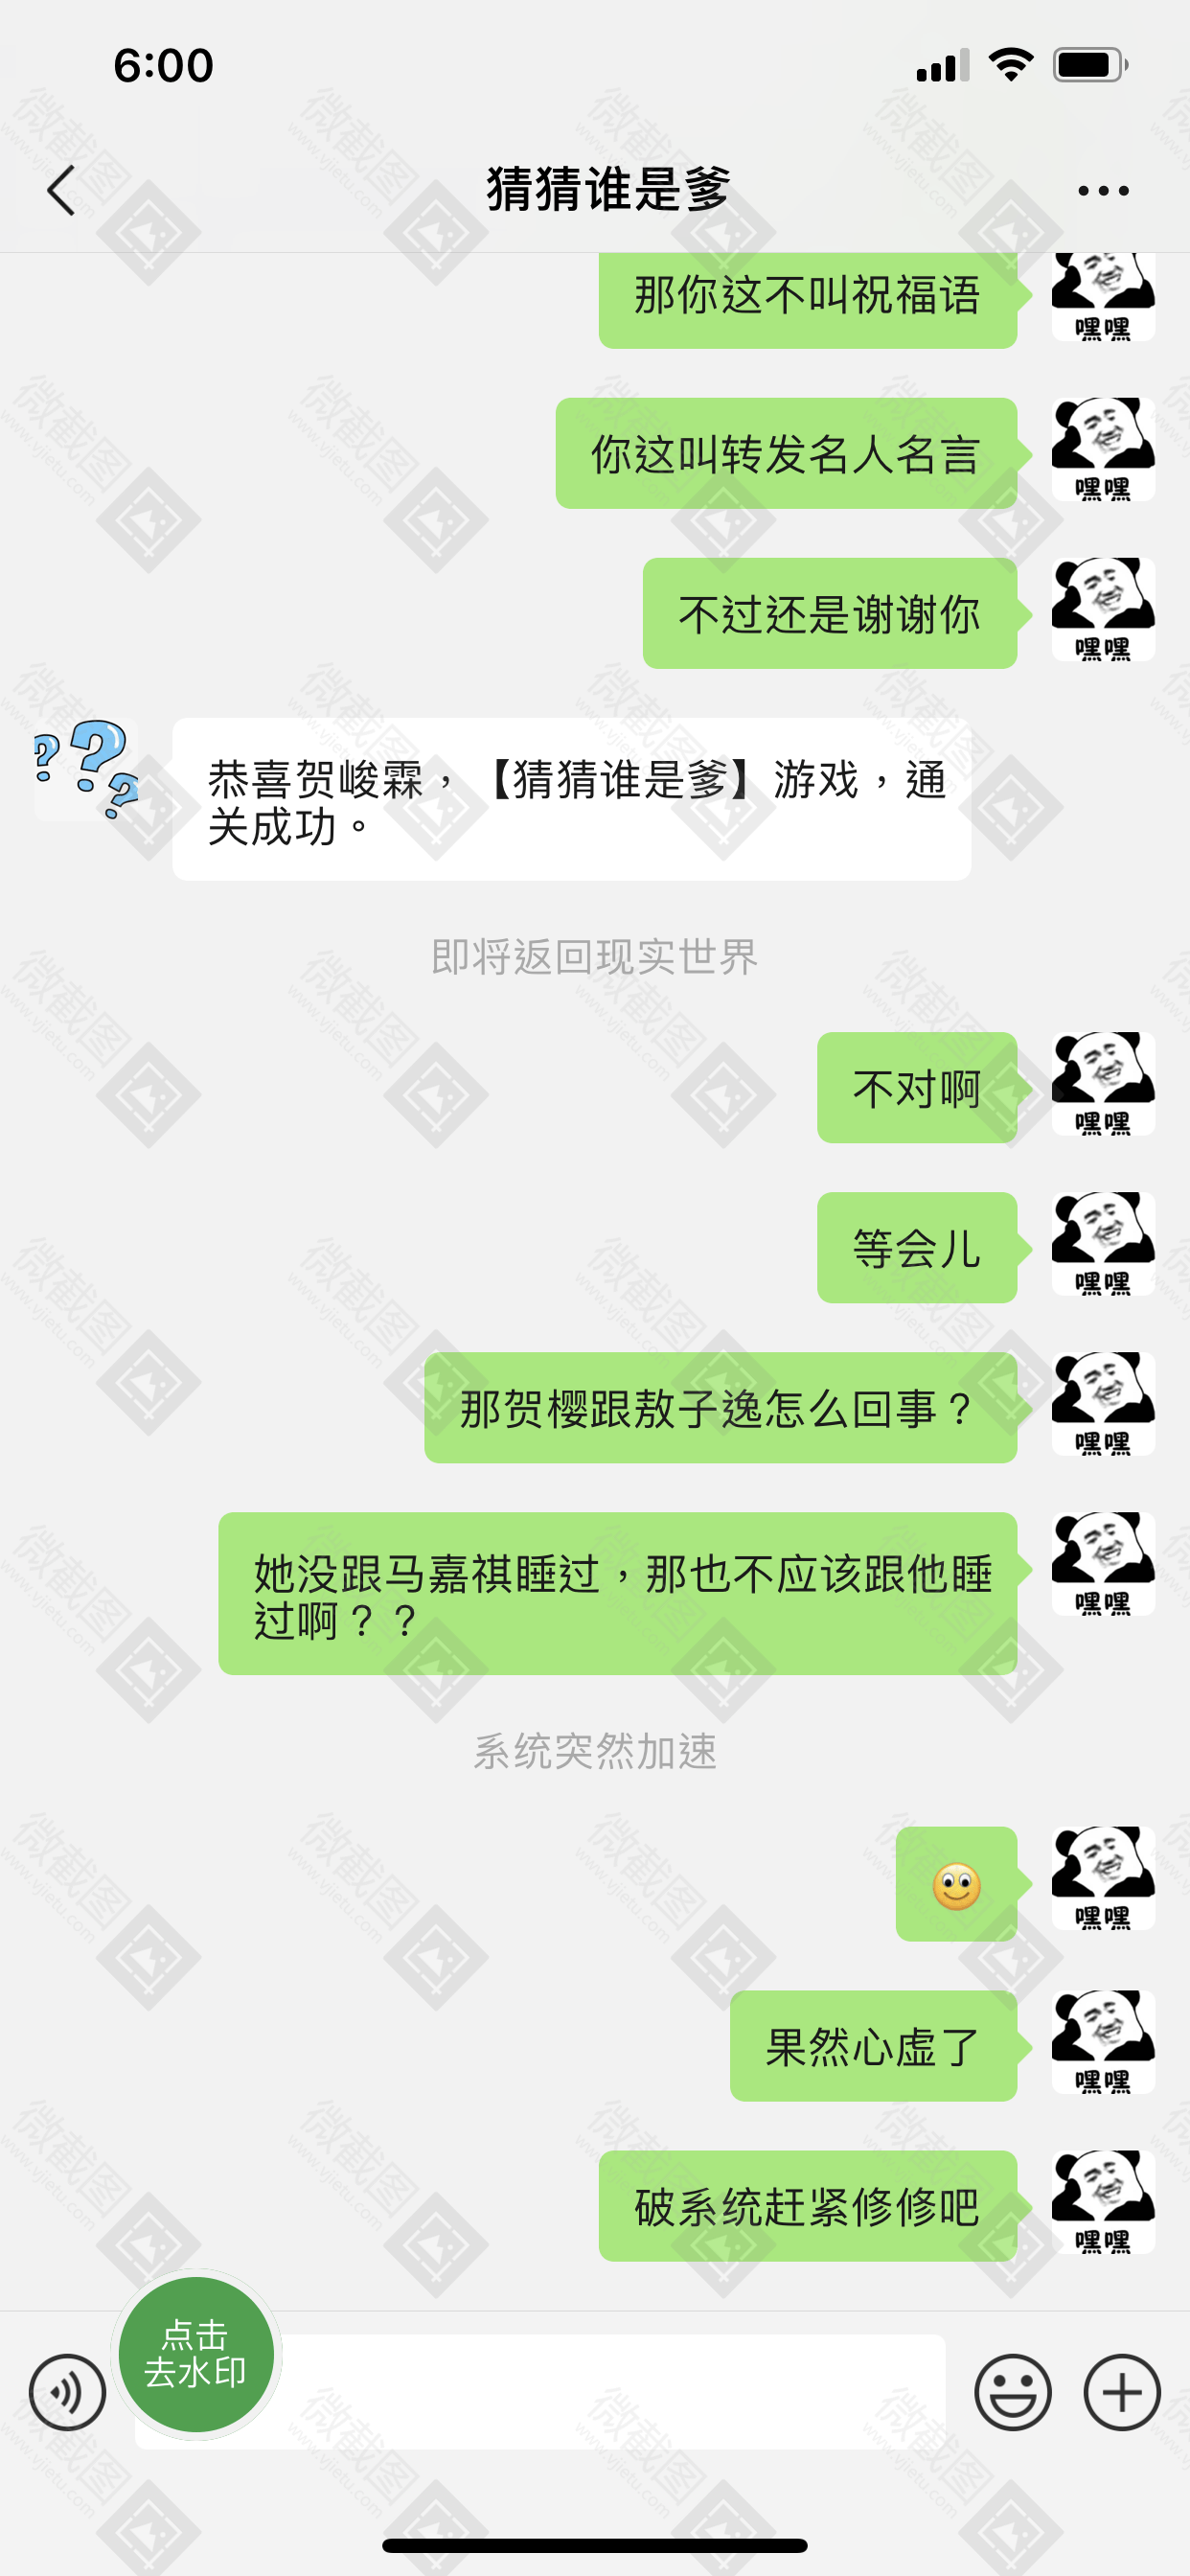 6:00
猜猜谁是爹
那你这不叫祝福语
嘿嘿
你这叫转发名人名言
嘿嘿
不过还是谢谢你
嘿嘿
恭喜贺峻霖，【猜猜谁是爹】游戏，通
关成功。
即将返回现实世界
不对啊
嘿嘿
等会儿
嘿嘿
那贺樱跟敖子逸怎么回事？
嘿嘿
她没跟马嘉祺睡过，那也不应该跟他睡
过啊？？
嘿嘿
系统突然加速
嘿嘿
果然心虚了
嘿嘿
破系统赶紧修修吧
嘿嘿
点击
去水印
微截图
www.vjietu.com